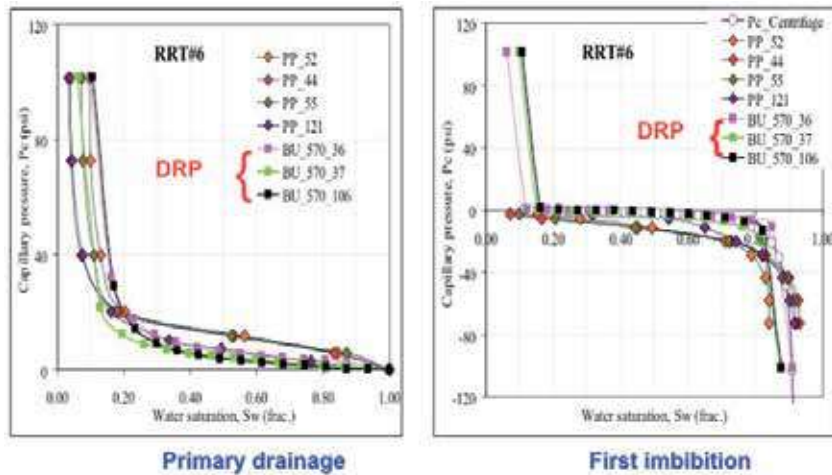 120
80
40
0
Capillary pressure, Pc (psi)
RRT#6
PP_52
PP_44
PP_55
PP_121
DRP
BU_570_36
BU_570_37
BU_570_106
0.00 0.20 0.40 0.60 0.80 1.00
Water saturation, Sw (frac.)
Primary drainage
120
80
40
0
-40
-80
-120
Capillary pressure, Pc (psi)
RRT#6
Pc_Centrifuge
PP_52
PP_44
PP_55
PP_121
DRP
BU_570_36
BU_570_37
BU_570_106
0.00 0.20 0.40 0.60 0.80 1.00
Water saturation, Sw (frac.)
First imbibition